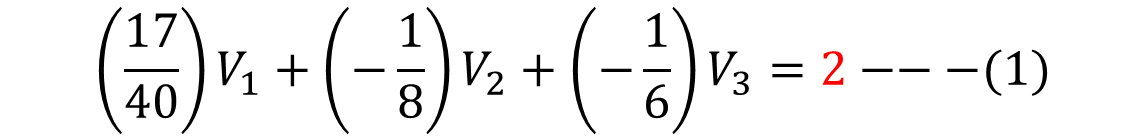 (17/40)V₁ + (−1/8)V₂ + (−1/6)V₃ = 2 −−−(1)